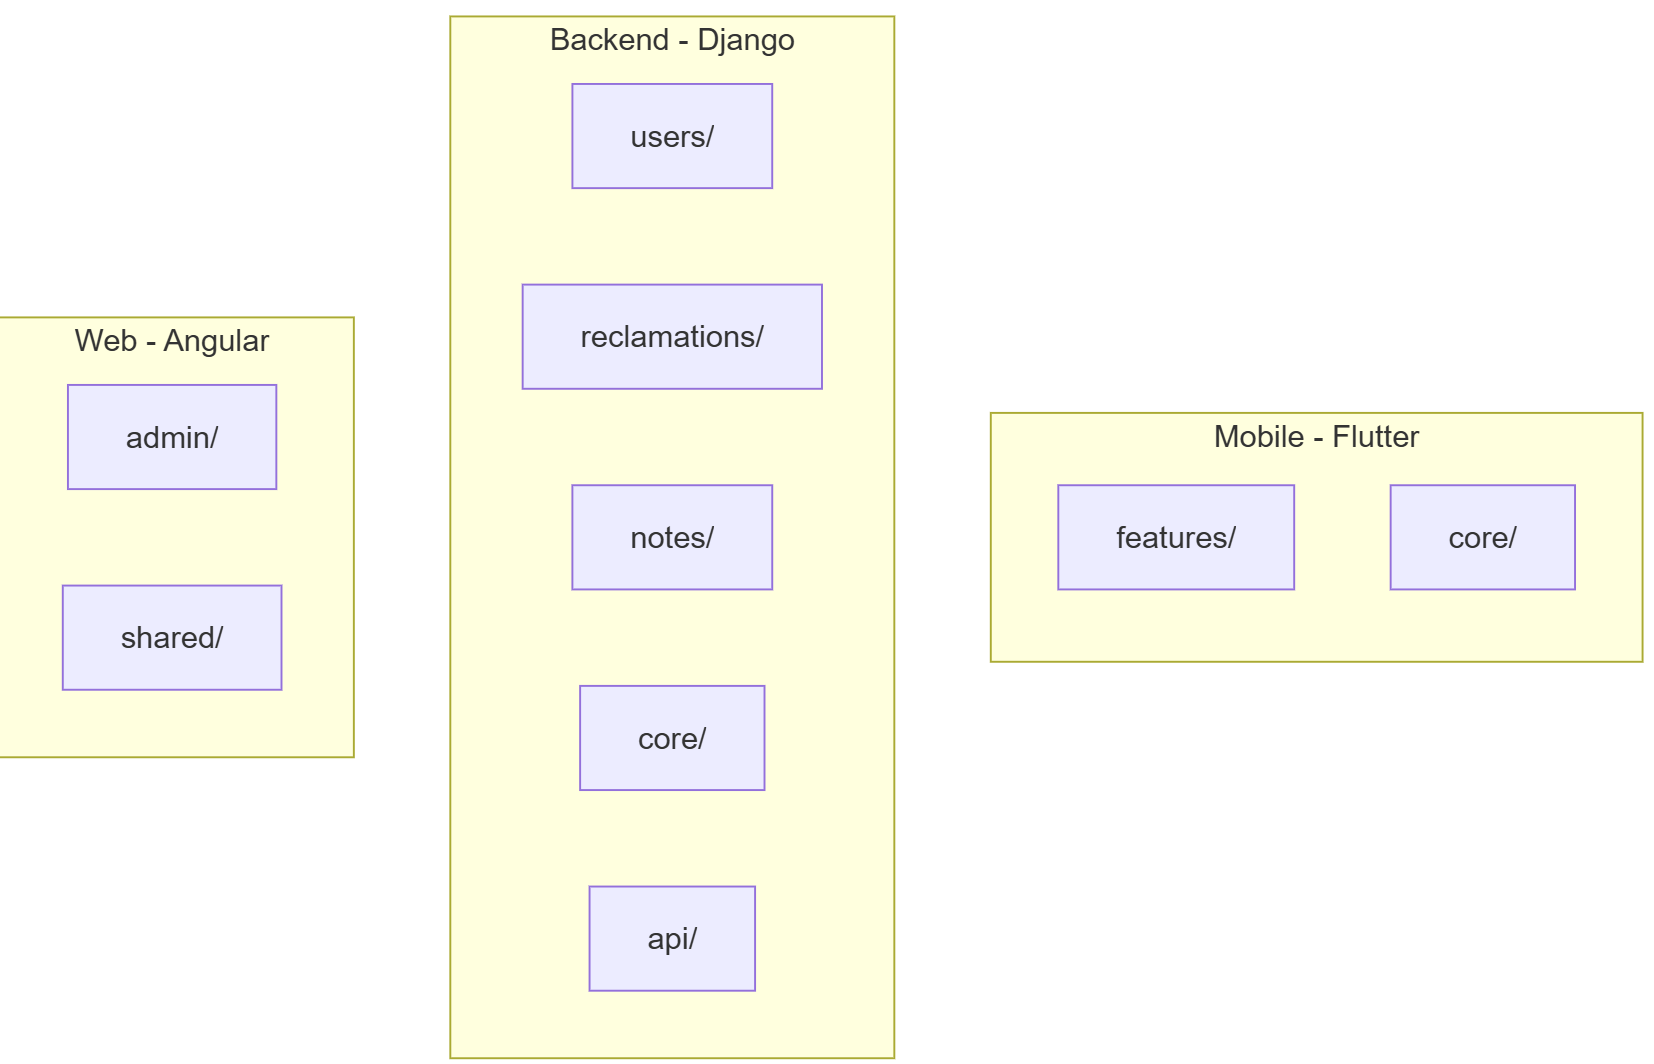 Web - Angular
admin/
shared/
Backend - Django
users/
reclamations/
notes/
core/
api/
Mobile - Flutter
features/
core/